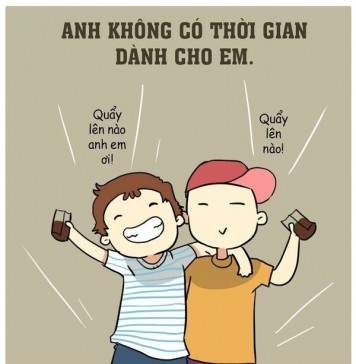 ANH KHÔNG CÓ THỜI GIAN
DÀNH CHO EM.
Quẩy
lên nào
anh em
ơi!
Quẩy
lên
nào!